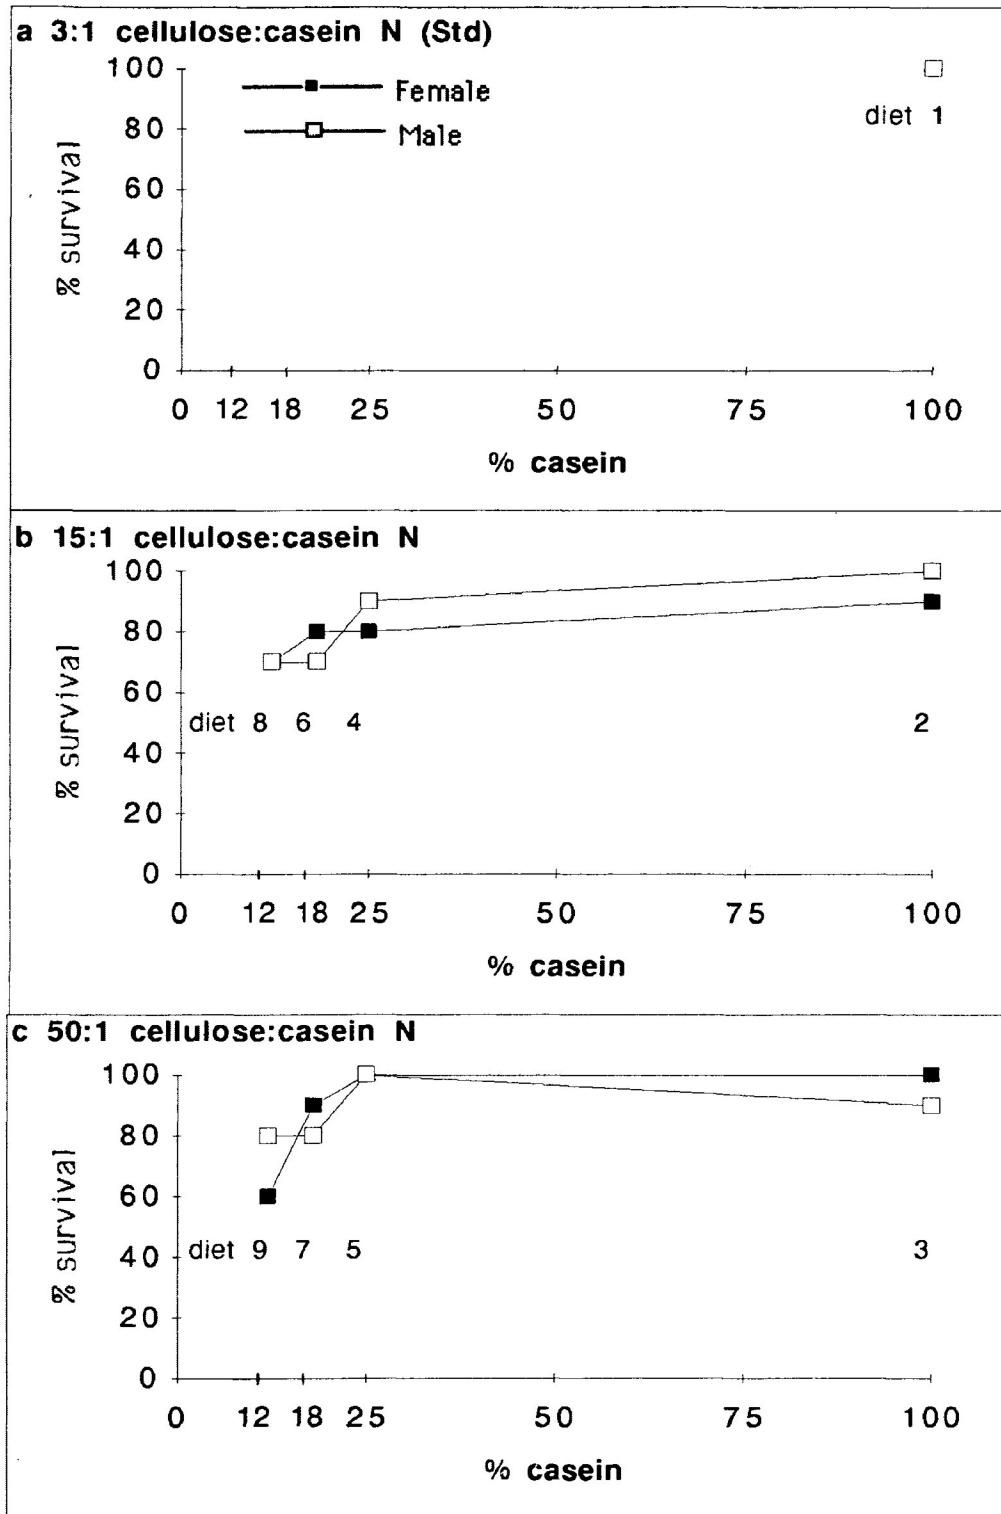 a 3:1 cellulose:casein N (Std)
100
80
60
40
20
0
% survival
Female
Male
diet 1
0 12 18 25 50 75 100
% casein
b 15:1 cellulose:casein N
100
80
60
40
20
0
% survival
diet 8 6 4 2
0 12 18 25 50 75 100
% casein
c 50:1 cellulose:casein N
100
80
60
40
20
0
% survival
diet 9 7 5 3
0 12 18 25 50 75 100
% casein